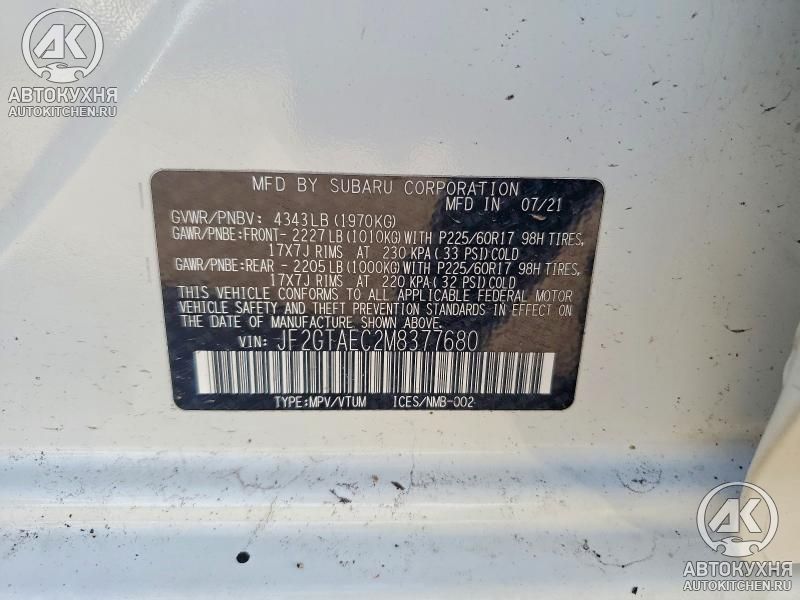 АК
АВТОКУХНЯ
AUTOKITCHEN.RU
MFD BY SUBARU CORPORATION
MFD IN 07/21
GVWR/PNBV: 4343LB(1970KG)
GAWR/PNBE:FRONT- 2227LB(1010KG)WITH P225/60R17 98H TIRES,
17X7J RIMS AT 230 KPA(33 PSI)COLD
GAWR/PNBE:REAR - 2205LB(1000KG)WITH P225/60R17 98H TIRES,
17X7J RIMS AT 220 KPA(32 PSI)COLD
THIS VEHICLE CONFORMS TO ALL APPLICABLE FEDERAL MOTOR
VEHICLE SAFETY AND THEFT PREVENTION STANDARDS IN EFFECT ON
THE DATE OF MANUFACTURE SHOWN ABOVE.
VIN: JF2GTAEC2M8377680
TYPE:MPV/VTUM ICES/NMB-002
АК
АВТОКУХНЯ
AUTOKITCHEN.RU